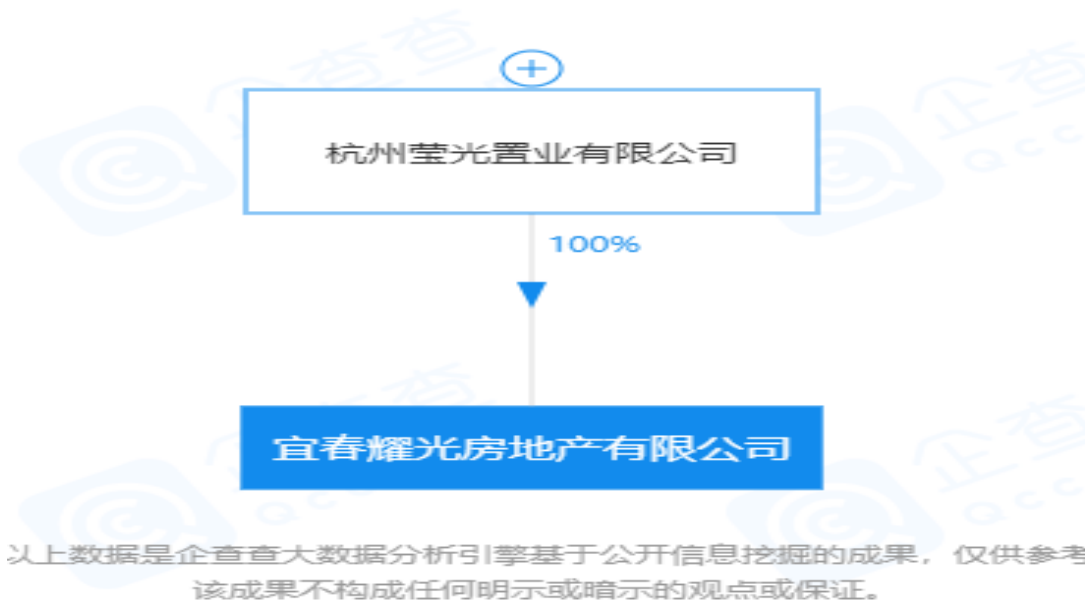 杭州莹光置业有限公司
100%
宜春耀光房地产有限公司
以上数据是企查查大数据分析引擎基于公开信息挖掘的成果，仅供参考
该成果不构成任何明示或暗示的观点或保证。